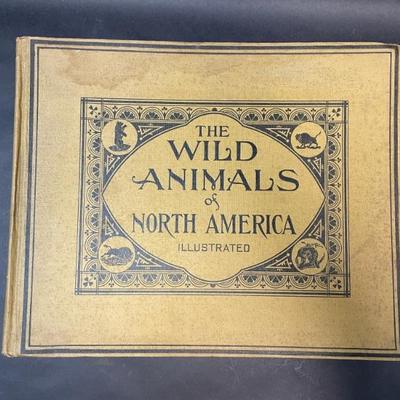 THE
WILD
ANIMALS
of
NORTH AMERICA
ILLUSTRATED